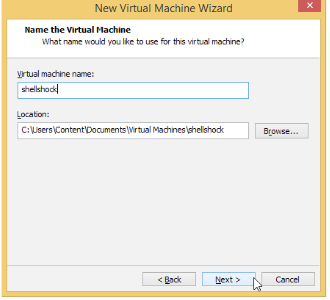 New Virtual Machine Wizard
Name the Virtual Machine
What name would you like to use for this virtual machine?
Virtual machine name:
shellshock
Location:
C:\Users\Content\Documents\Virtual Machines\shellshock
Browse...
< Back
Next >
Cancel